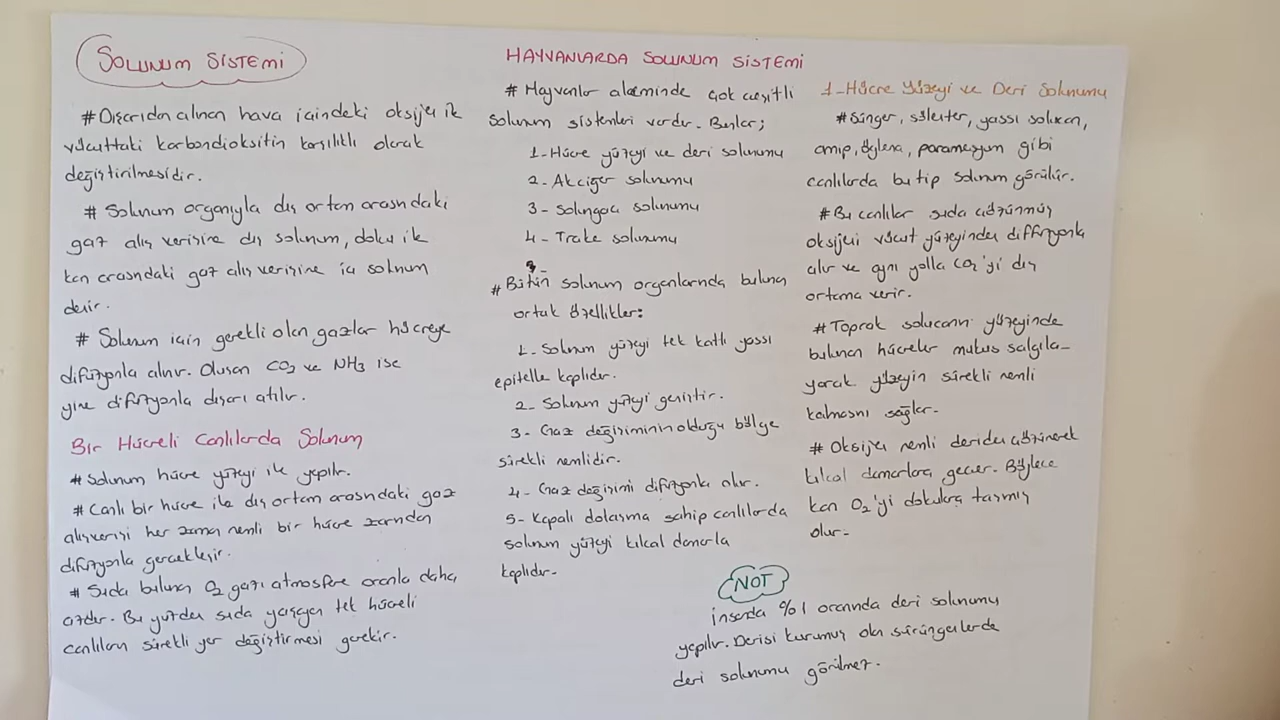 SOLUNUM SİSTEMİ
# Dışarıdan alınan hava içindeki oksijen ile
vücuttaki karbondioksitin karşılıklı olarak
değiştirilmesidir.
# Solunum organıyla dış ortam arasındaki
gaz alış verişine dış solunum, doku ile
kan arasındaki gaz alış verişine iç solunum
denir.
# Solunum için gerekli olan gazlar hücreye
difüzyonla alınır. Oluşan CO₂ ve NH₃ ise
yine difüzyonla dışarı atılır.
Bir Hücreli Canlılarda Solunum
# Solunum hücre yüzeyi ile yapılır.
# Canlı bir hücre ile dış ortam arasındaki gaz
alışverişi her zaman nemli bir hücre zarından
difüzyonla gerçekleşir.
# Suda bulunan O₂ gazı atmosfere oranla daha
azdır. Bu yüzden suda yaşayan tek hücreli
canlıların sürekli yer değiştirmesi gerekir.
HAYVANLARDA SOLUNUM SİSTEMİ
# Hayvanlar aleminde çok çeşitli
solunum sistemleri vardır. Bunlar;
1-Hücre yüzeyi ve deri solunumu
2-Akciğer solunumu
3-Solungaç solunumu
4-Trake solunumu
# Bütün solunum organlarında bulunan
ortak özellikler:
1-Solunum yüzeyi tek katlı yassı
epitelle kaplıdır.
2-Solunum yüzeyi geniştir.
3-Gaz değişiminin olduğu bölge
sürekli nemlidir.
4-Gaz değişimi difüzyonla olur.
5-Kapalı dolaşıma sahip canlılarda
solunum yüzeyi kılcal damarla
kaplıdır.
1-Hücre Yüzeyi ve Deri Solunumu
# Sünger, sölenter, yassı solucan,
amip, öglena, paramesyum gibi
canlılarda bu tip solunum görülür.
# Bu canlılar suda çözünmüş
oksijeni vücut yüzeyinden diffüzyonla
alır ve aynı yolla CO₂'yi dış
ortama verir.
# Toprak solucanı yüzeyinde
bulunan hücreler mukus salgıla-
yarak yüzeyin sürekli nemli
kalmasını sağlar.
# Oksijen nemli deriden çözünerek
kılcal damarlara geçer. Böylece
kan O₂'yi dokulara taşımış
olur.
NOT
İnsanda %1 oranında deri solunumu
yapılır. Derisi kurumuş olan sürüngenlerde
deri solunumu görülmez.